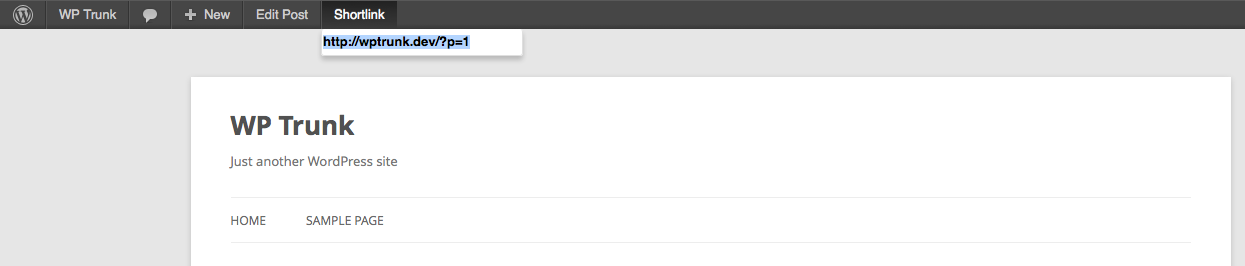 WP Trunk New Edit Post Shortlink
http://wptrunk.dev/?p=1
WP Trunk
Just another WordPress site
HOME SAMPLE PAGE